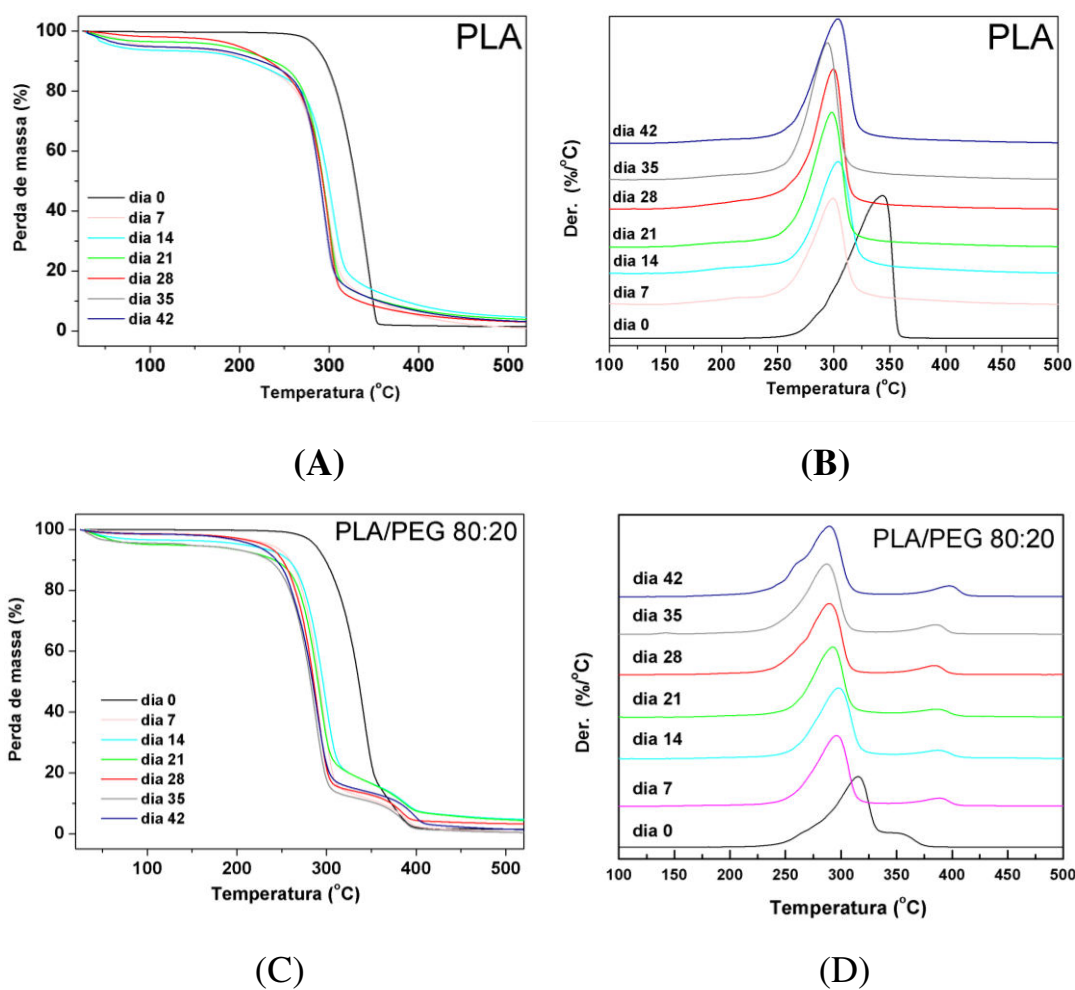 PLA
Perda de massa (%)
100
80
60
40
20
0
dia 0
dia 7
dia 14
dia 21
dia 28
dia 35
dia 42
100
200
300
400
500
Temperatura (°C)
(A)
PLA
Der. (%/°C)
dia 42
dia 35
dia 28
dia 21
dia 14
dia 7
dia 0
100
150
200
250
300
350
400
450
500
Temperatura (°C)
(B)
PLA/PEG 80:20
Perda de massa (%)
100
80
60
40
20
0
dia 0
dia 7
dia 14
dia 21
dia 28
dia 35
dia 42
100
200
300
400
500
Temperatura (°C)
(C)
PLA/PEG 80:20
Der. (%/°C)
dia 42
dia 35
dia 28
dia 21
dia 14
dia 7
dia 0
100
150
200
250
300
350
400
450
500
Temperatura (°C)
(D)